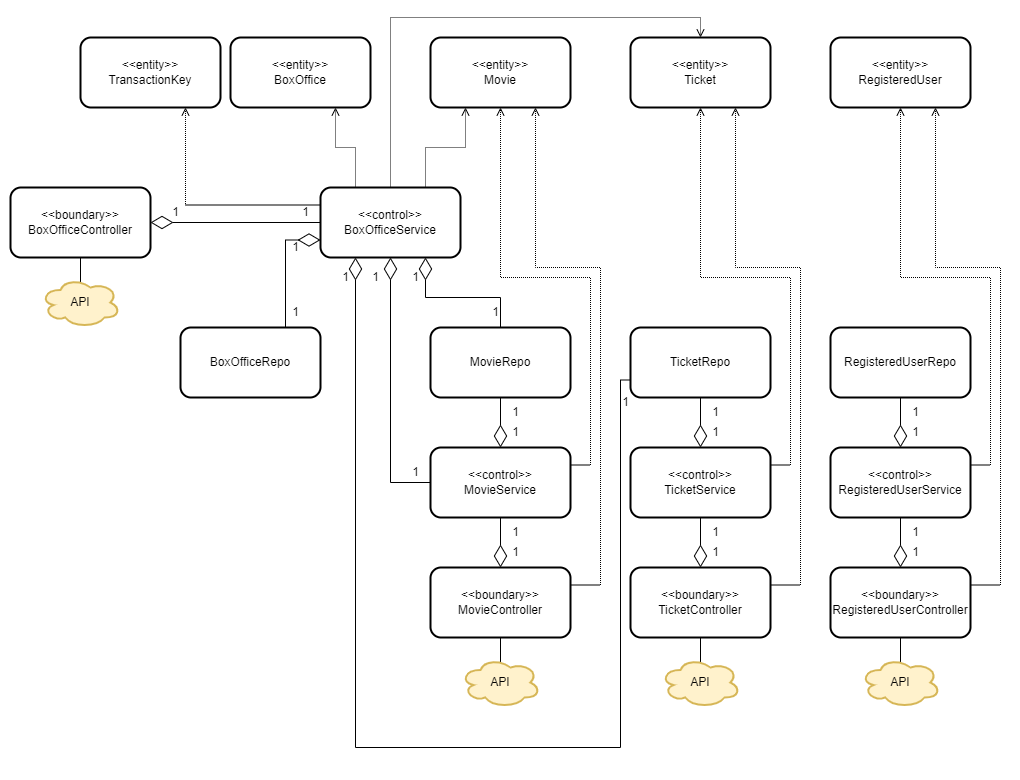 <<entity>>
TransactionKey
<<entity>>
BoxOffice
<<entity>>
Movie
<<entity>>
Ticket
<<entity>>
RegisteredUser
<<boundary>>
BoxOfficeController
1
1
<<control>>
BoxOfficeService
1
1
1
1
API
1
1
BoxOfficeRepo
MovieRepo
TicketRepo
RegisteredUserRepo
1
1
1
1
1
1
1
1
<<control>>
MovieService
<<control>>
TicketService
<<control>>
RegisteredUserService
1
1
1
1
1
1
<<boundary>>
MovieController
<<boundary>>
TicketController
<<boundary>>
RegisteredUserController
API
API
API